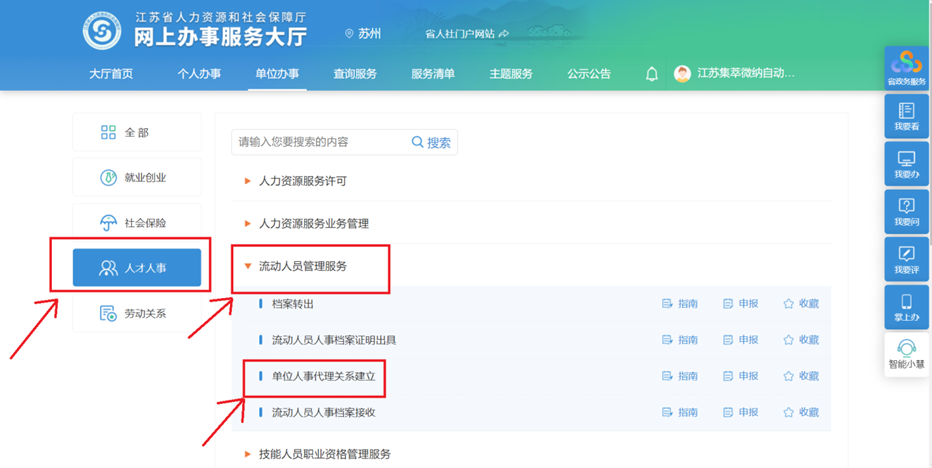 江苏省人力资源和社会保障厅
网上办事服务大厅
苏州
省人社门户网站
大厅首页 个人办事 单位办事 查询服务 服务清单 主题服务 公示公告 江苏集萃微纳自动...
省政务服务
我要看
我要办
我要问
我要评
掌上办
智能小慧
全部
就业创业
社会保险
人才人事
劳动关系
请输入您要搜索的内容 搜索
人力资源服务许可
人力资源服务业务管理
流动人员管理服务
档案转出 指南 申报 收藏
流动人员人事档案证明出具 指南 申报 收藏
单位人事代理关系建立 指南 申报 收藏
流动人员人事档案接收 指南 申报 收藏
技能人员职业资格管理服务